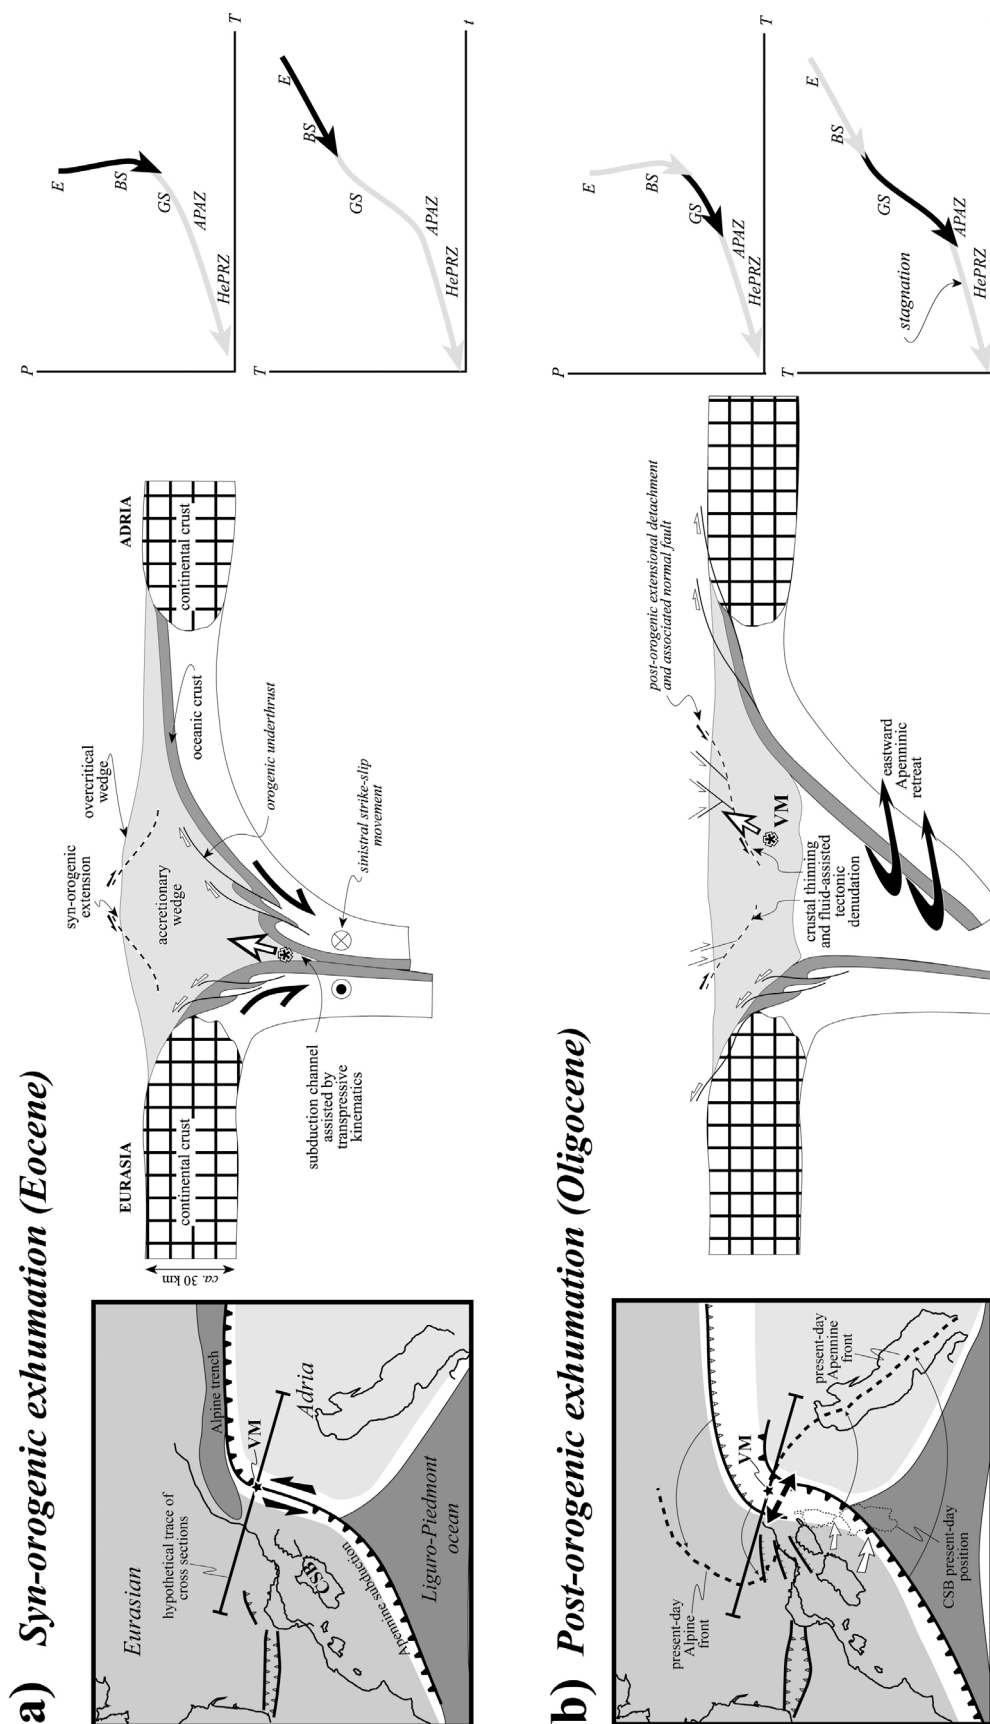 a) Syn-orogenic exhumation (Eocene)
Eurasian
hypothetical trace of
cross sections
Alpine trench
VM
Adria
CSB
Apennine subduction
Liguro-Piedmont
ocean
EURASIA
ADRIA
ca. 30 km
continental crust
continental crust
syn-orogenic
extension
overcritical
wedge
accretionary
wedge
oceanic crust
orogenic underthrust
sinistral strike-slip
movement
subduction channel
assisted by
transpressive
kinematics
P
E
BS
GS
APAZ
HePRZ
T
T
E
BS
GS
APAZ
HePRZ
t
b) Post-orogenic exhumation (Oligocene)
present-day
Alpine
front
VM
present-day
Apennine
front
CSB present-day
position
post-orogenic extensional detachment
and associated normal fault
VM
crustal thinning
and fluid-assisted
tectonic
denudation
eastward
Apenninic
retreat
P
E
BS
GS
APAZ
HePRZ
T
T
E
BS
GS
APAZ
HePRZ
stagnation